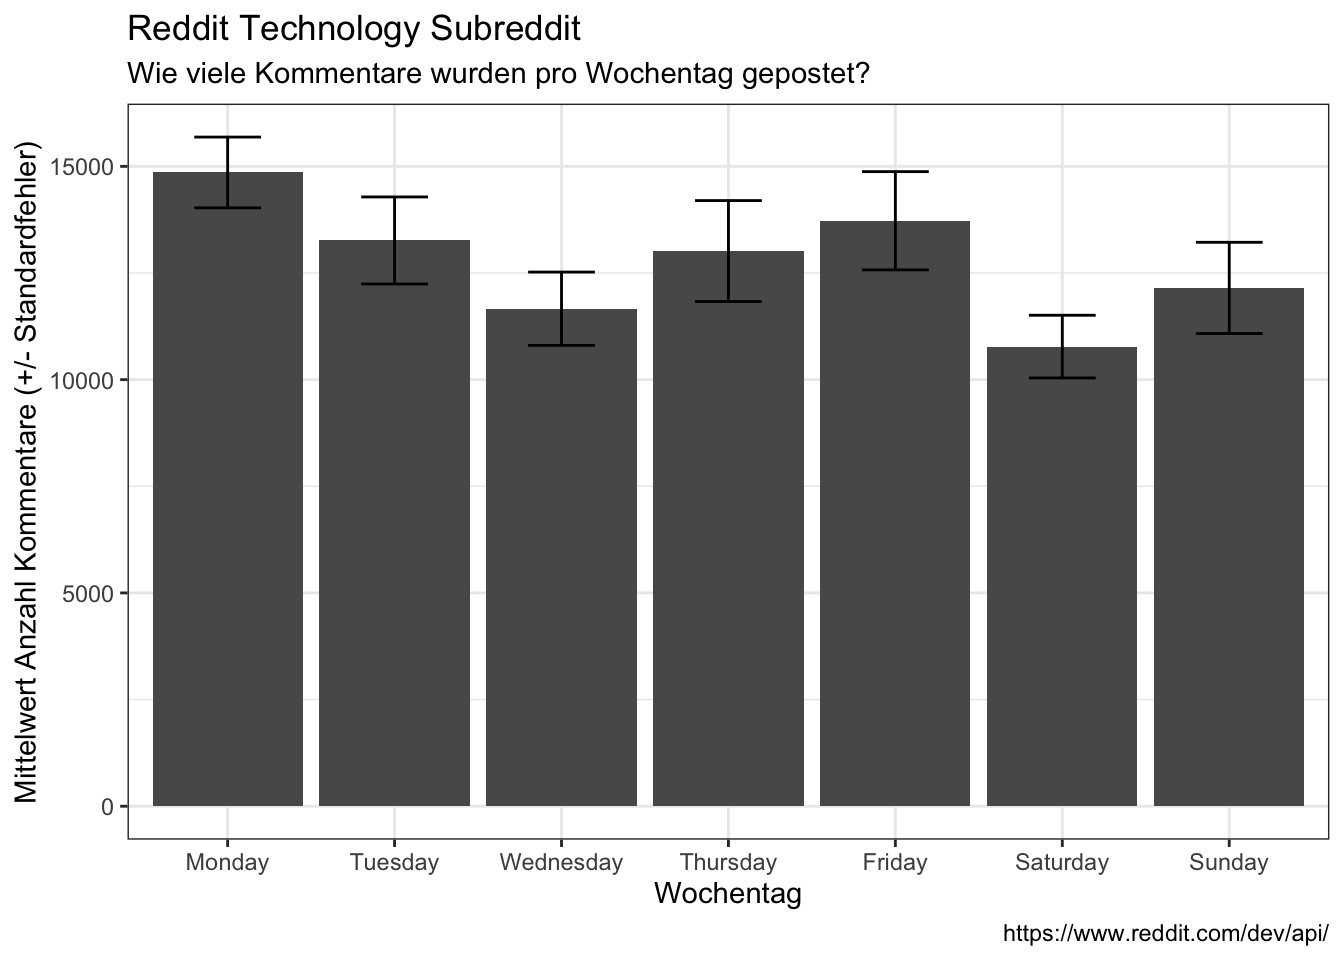 Reddit Technology Subreddit
Wie viele Kommentare wurden pro Wochentag gepostet?
Mittelwert Anzahl Kommentare (+/- Standardfehler)
15000
10000
5000
0
Monday Tuesday Wednesday Thursday Friday Saturday Sunday
Wochentag
https://www.reddit.com/dev/api/